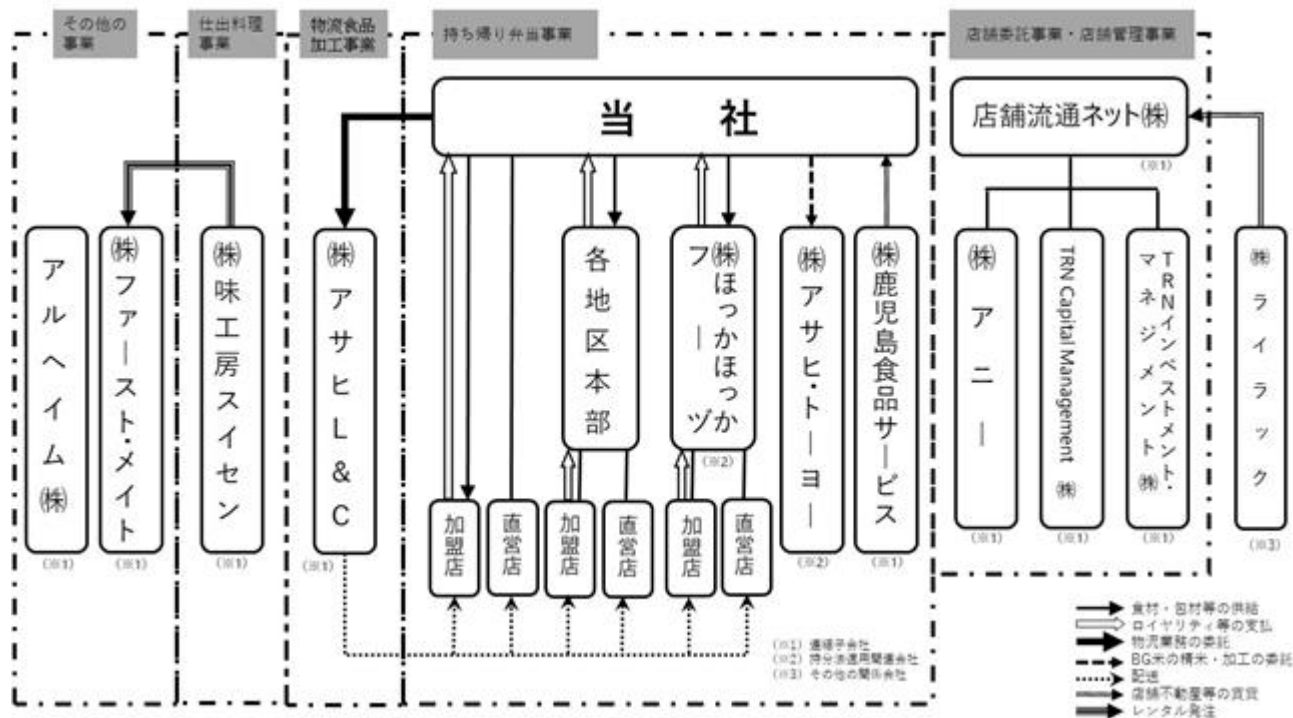 その他の
事業
仕出料理
事業
物流食品
加工事業
持ち帰り弁当事業
店舗委託事業・店舗管理事業
当 社
店舗流通ネット㈱
(※1)
アルヘイム㈱
(※1)
㈱ファースト・メイト
(※1)
㈱味工房スイセン
(※1)
㈱アサヒL&C
(※1)
各地区本部
㈱ほっかほっか
フーヅ
(※2)
㈱アサヒ・トーヨー
(※2)
㈱鹿児島食品サービス
(※1)
㈱アニー
(※1)
TRN Capital Management ㈱
(※1)
TRNインベストメント・
マネジメント㈱
(※1)
㈱ライラック
(※3)
加盟店
直営店
加盟店
直営店
加盟店
直営店
(※1) 連結子会社
(※2) 持分法適用関連会社
(※3) その他の関係会社
食材・包材等の供給
ロイヤリティ等の支払
物流業務の委託
BG米の精米・加工の委託
配送
店舗不動産等の賃貸
レンタル発注